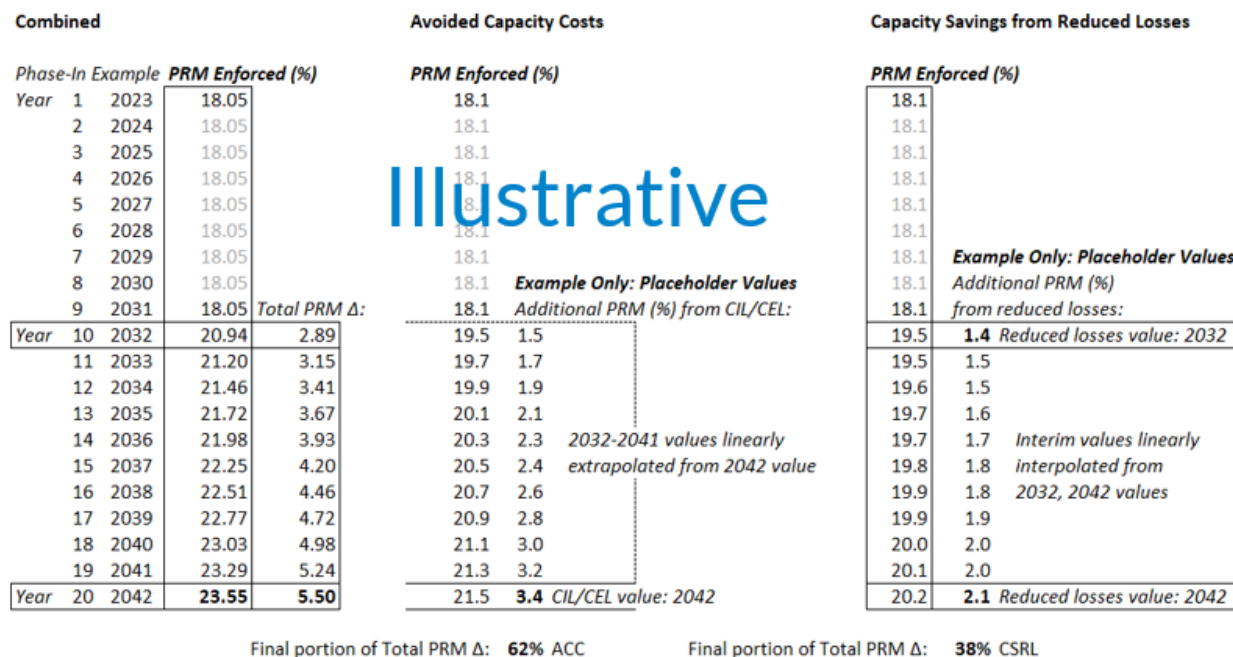 Combined Avoided Capacity Costs Capacity Savings from Reduced Losses
Phase-In Example PRM Enforced (%) PRM Enforced (%) PRM Enforced (%)
Year 1 2023 18.05 18.1 18.1
2 2024 18.05 18.1 18.1
3 2025 18.05 18.1 18.1
4 2026 18.05 18.1 18.1
Illustrative
5 2027 18.05 18.1 18.1
6 2028 18.05 18.1 18.1
7 2029 18.05 18.1 18.1 Example Only: Placeholder Values
8 2030 18.05 18.1 Example Only: Placeholder Values 18.1 Additional PRM (%)
9 2031 18.05 Total PRM Δ: 18.1 Additional PRM (%) from CIL/CEL: 18.1 from reduced losses:
Year 10 2032 20.94 2.89 19.5 1.5 19.5 1.4 Reduced losses value: 2032
11 2033 21.20 3.15 19.7 1.7 19.5 1.5
12 2034 21.46 3.41 19.9 1.9 19.6 1.5
13 2035 21.72 3.67 20.1 2.1 19.7 1.6
14 2036 21.98 3.93 20.3 2.3 2032-2041 values linearly 19.7 1.7 Interim values linearly
15 2037 22.25 4.20 20.5 2.4 extrapolated from 2042 value 19.8 1.8 interpolated from
16 2038 22.51 4.46 20.7 2.6 19.9 1.8 2032, 2042 values
17 2039 22.77 4.72 20.9 2.8 19.9 1.9
18 2040 23.03 4.98 21.1 3.0 20.0 2.0
19 2041 23.29 5.24 21.3 3.2 20.1 2.0
Year 20 2042 23.55 5.50 21.5 3.4 CIL/CEL value: 2042 20.2 2.1 Reduced losses value: 2042
Final portion of Total PRM Δ: 62% ACC Final portion of Total PRM Δ: 38% CSRL